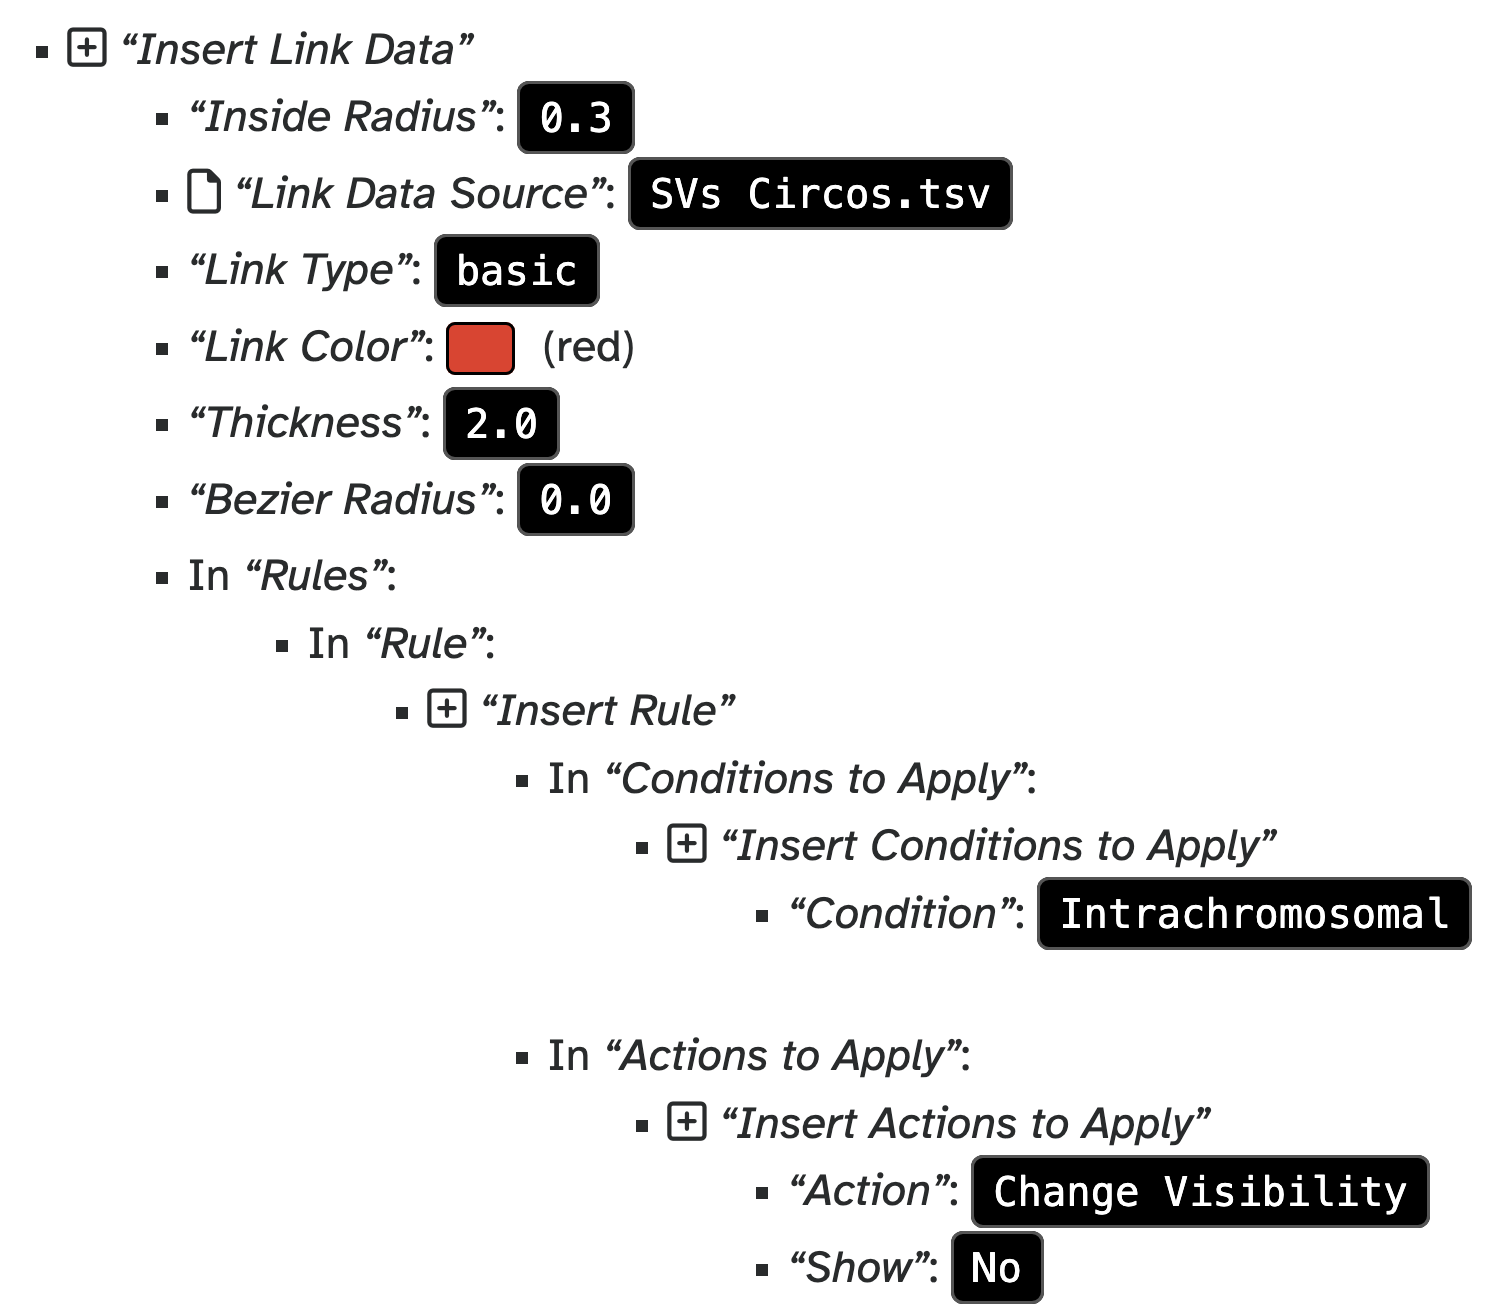 “Insert Link Data”
“Inside Radius”: 0.3
“Link Data Source”: SVs Circos.tsv
“Link Type”: basic
“Link Color”: (red)
“Thickness”: 2.0
“Bezier Radius”: 0.0
In “Rules”:
In “Rule”:
“Insert Rule”
In “Conditions to Apply”:
“Insert Conditions to Apply”
“Condition”: Intrachromosomal
In “Actions to Apply”:
“Insert Actions to Apply”
“Action”: Change Visibility
“Show”: No